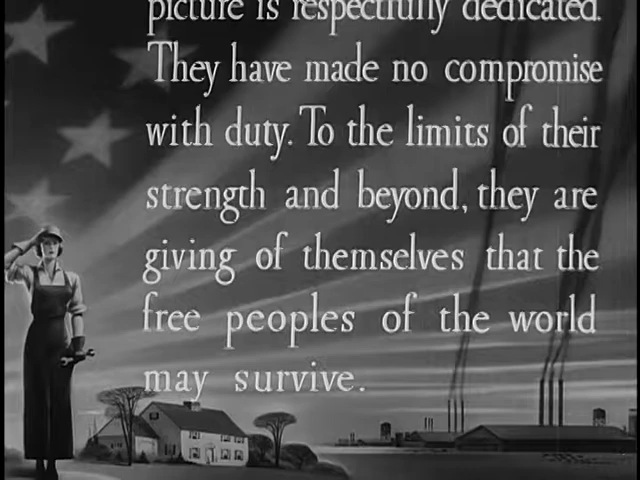 picture is respectfully dedicated.
They have made no compromise
with duty. To the limits of their
strength and beyond, they are
giving of themselves that the
free peoples of the world
may survive.